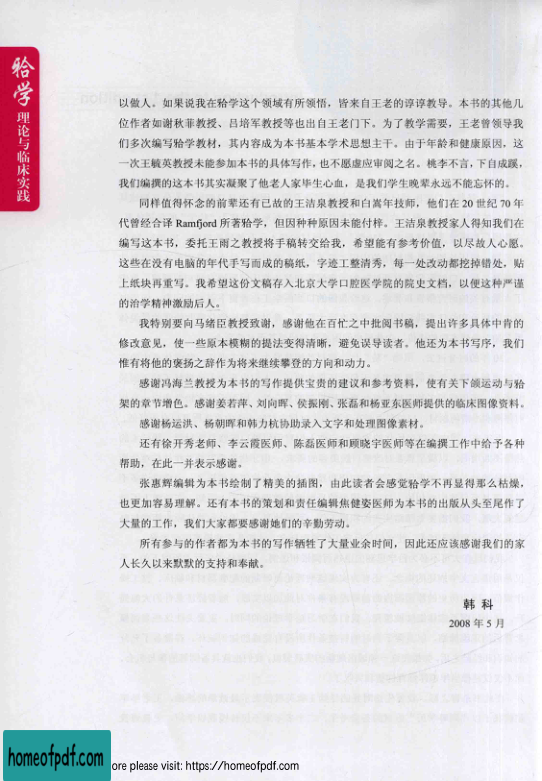 𬌗学
理论与临床实践
以做人。如果说我在𬌗学这个领域有所领悟，皆来自王老的谆谆教导。本书的其他几
位作者如谢秋菲教授、吕培军教授等也出自王老门下。为了教学需要，王老曾领导我
们多次编写𬌗学教材，其内容成为本书基本学术思想主干。由于年龄和健康原因，这
一次王毓英教授未能参加本书的具体写作，也不愿虚应审阅之名。桃李不言，下自成蹊，
我们编撰的这本书其实凝聚了他老人家毕生心血，是我们学生晚辈永远不能忘怀的。
同样值得怀念的前辈还有已故的王洁泉教授和白嵩年技师，他们在 20 世纪 70 年
代曾经合译 Ramfjord 所著𬌗学，但因种种原因未能付梓。王洁泉教授家人得知我们在
编写这本书，委托王雨之教授将手稿转交给我，希望能有参考价值，以尽故人心愿。
这些在没有电脑的年代手写而成的稿纸，字迹工整清秀，每一处改动都挖掉错处，贴
上纸块再重写。我希望这份文稿存入北京大学口腔医学院的院史文档，以便这种严谨
的治学精神激励后人。
我特别要向马绪臣教授致谢，感谢他在百忙之中批阅书稿，提出许多具体中肯的
修改意见，使一些原本模糊的提法变得清晰，避免误导读者。他还为本书写序，我们
惟有将他的褒扬之辞作为将来继续攀登的方向和动力。
感谢冯海兰教授为本书的写作提供宝贵的建议和参考资料，使有关下颌运动与𬌗
架的章节增色。感谢姜若萍、刘向晖、侯振刚、张磊和杨亚东医师提供的临床图像资料。
感谢杨运洪、杨朝晖和韩力杭协助录入文字和处理图像素材。
还有徐开秀老师、李云霞医师、陈磊医师和顾晓宇医师等在编撰工作中给予各种
帮助，在此一并表示感谢。
张惠辉编辑为本书绘制了精美的插图，由此读者会感觉𬌗学不再显得那么枯燥，
也更加容易理解。还有本书的策划和责任编辑焦健姿医师为本书的出版从头至尾作了
大量的工作，我们大家都要感谢她们的辛勤劳动。
所有参与的作者都为本书的写作牺牲了大量业余时间，因此还应该感谢我们的家
人长久以来默默的支持和奉献。
韩 科
2008 年 5 月
homeofpdf.com
ore please visit: https://homeofpdf.com